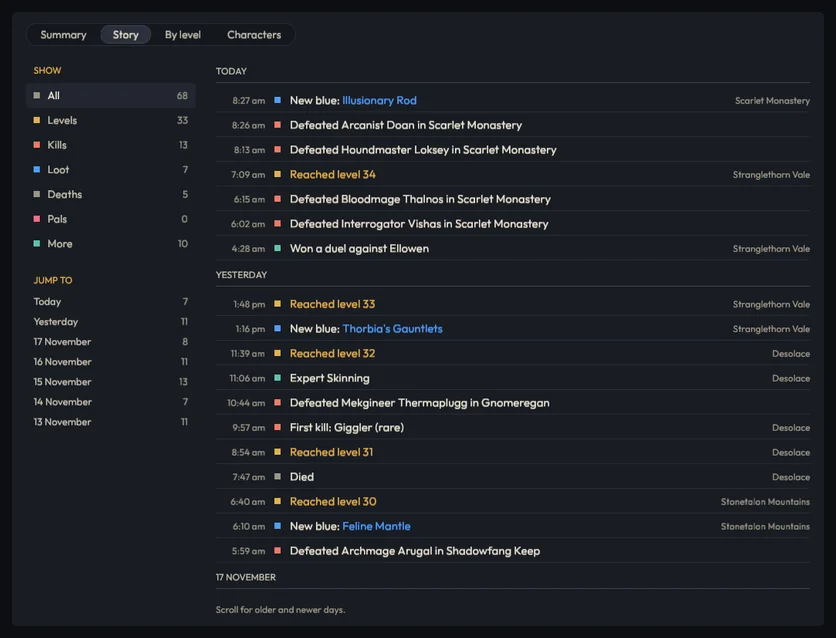 Summary Story By level Characters
SHOW
All 68
Levels 33
Kills 13
Loot 7
Deaths 5
Pals 0
More 10
JUMP TO
Today 7
Yesterday 11
17 November 8
16 November 11
15 November 13
14 November 7
13 November 11
TODAY
8:27 am New blue: Illusionary Rod Scarlet Monastery
8:26 am Defeated Arcanist Doan in Scarlet Monastery
8:13 am Defeated Houndmaster Loksey in Scarlet Monastery
7:09 am Reached level 34 Stranglethorn Vale
6:15 am Defeated Bloodmage Thalnos in Scarlet Monastery
6:02 am Defeated Interrogator Vishas in Scarlet Monastery
4:28 am Won a duel against Ellowen Stranglethorn Vale
YESTERDAY
1:48 pm Reached level 33 Stranglethorn Vale
1:16 pm New blue: Thorbia's Gauntlets Stranglethorn Vale
11:39 am Reached level 32 Desolace
11:06 am Expert Skinning Desolace
10:44 am Defeated Mekgineer Thermaplugg in Gnomeregan
9:57 am First kill: Giggler (rare) Desolace
8:54 am Reached level 31 Desolace
7:47 am Died Desolace
6:40 am Reached level 30 Stonetalon Mountains
6:10 am New blue: Feline Mantle Stonetalon Mountains
5:59 am Defeated Archmage Arugal in Shadowfang Keep
17 NOVEMBER
Scroll for older and newer days.